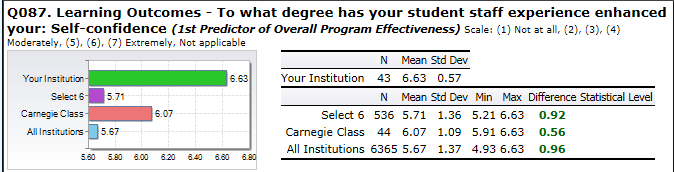 Q087. Learning Outcomes - To what degree has your student staff experience enhanced
your: Self-confidence (1st Predictor of Overall Program Effectiveness) Scale: (1) Not at all, (2), (3), (4)
Moderately, (5), (6), (7) Extremely, Not applicable
Your Institution 6.63
Select 6 5.71
Carnegie Class 6.07
All Institutions 5.67
5.60 5.80 6.00 6.20 6.40 6.60 6.80
N Mean Std Dev
Your Institution 43 6.63 0.57
N Mean Std Dev Min Max Difference Statistical Level
Select 6 536 5.71 1.36 5.21 6.63 0.92
Carnegie Class 44 6.07 1.09 5.91 6.63 0.56
All Institutions 6365 5.67 1.37 4.93 6.63 0.96